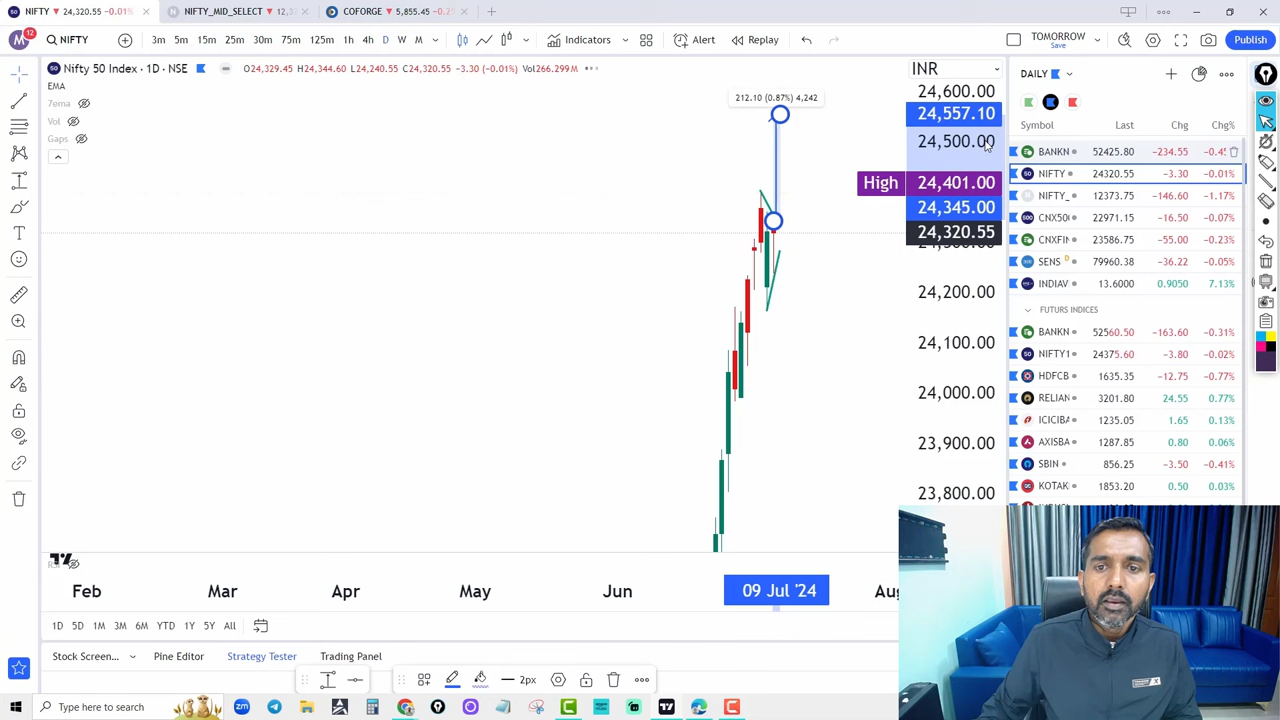 NIFTY ▼ 24,320.55 −0.01%
NIFTY_MID_SELECT ▼ 12,37
COFORGE ▲ 5,855.45 −0.25
M 12 NIFTY
3m 5m 15m 25m 30m 75m 125m 1h 4h D W M
Indicators
Alert
Replay
TOMORROW
Save
Publish
50 Nifty 50 Index · 1D · NSE
O24,329.45 H24,344.60 L24,240.55 C24,320.55 −3.30 (−0.01%) Vol266.299M
EMA
7ema
Vol
Gaps
212.10 (0.87%) 4,242
INR
24,600.00
24,557.10
24,500.00
High 24,401.00
24,345.00
24,320.55
24,200.00
24,100.00
24,000.00
23,900.00
23,800.00
DAILY
Symbol Last Chg Chg%
BANKN 52425.80 −234.55 −0.45
NIFTY 24320.55 −3.30 −0.01%
NIFTY_ 12373.75 −146.60 −1.17%
CNX50 22971.15 −16.50 −0.07%
CNXFIN 23586.75 −55.00 −0.23%
SENS D 79960.38 −36.22 −0.05%
INDIAV 13.6000 0.9050 7.13%
FUTURS INDICES
BANKN 52560.50 −163.60 −0.31%
NIFTY1 24375.60 −3.80 −0.02%
HDFCB 1635.35 −12.75 −0.77%
RELIAN 3201.80 24.55 0.77%
ICICIBA 1235.05 1.65 0.13%
AXISBA 1287.85 0.80 0.06%
SBIN 856.25 −3.50 −0.41%
KOTAK 1853.20 0.50 0.03%
Feb Mar Apr May Jun 09 Jul '24 Au
1D 5D 1M 3M 6M YTD 1Y 5Y All
Stock Screen... Pine Editor Strategy Tester Trading Panel
2px
Type here to search